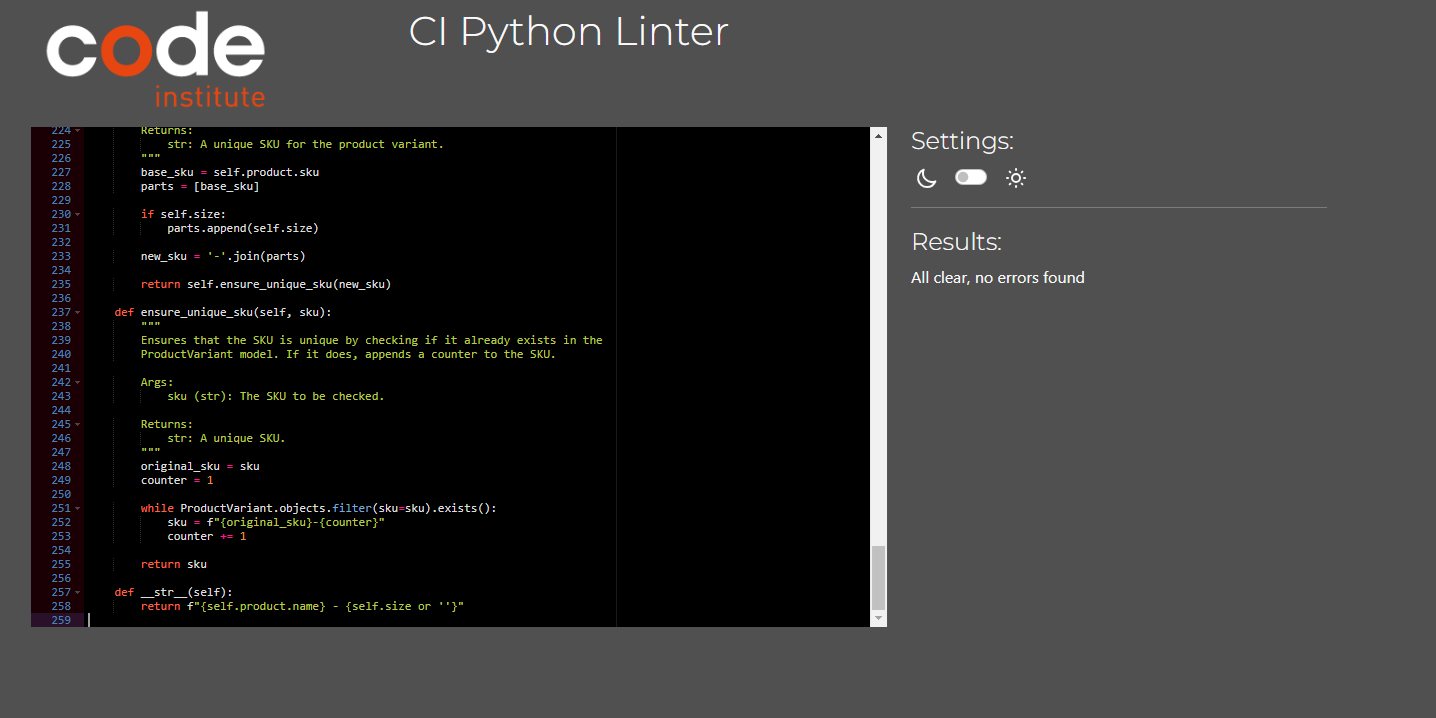 code
institute
CI Python Linter
224 Returns:
225 str: A unique SKU for the product variant.
226 """
227 base_sku = self.product.sku
228 parts = [base_sku]
229
230 if self.size:
231 parts.append(self.size)
232
233 new_sku = '-'.join(parts)
234
235 return self.ensure_unique_sku(new_sku)
236
237 def ensure_unique_sku(self, sku):
238 """
239 Ensures that the SKU is unique by checking if it already exists in the
240 ProductVariant model. If it does, appends a counter to the SKU.
241
242 Args:
243 sku (str): The SKU to be checked.
244
245 Returns:
246 str: A unique SKU.
247 """
248 original_sku = sku
249 counter = 1
250
251 while ProductVariant.objects.filter(sku=sku).exists():
252 sku = f"{original_sku}-{counter}"
253 counter += 1
254
255 return sku
256
257 def __str__(self):
258 return f"{self.product.name} - {self.size or ''}"
259
Settings:
Results:
All clear, no errors found